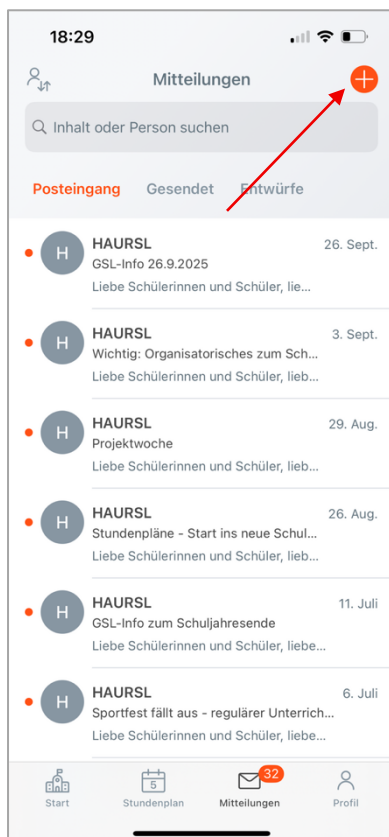 18:29
Mitteilungen
Inhalt oder Person suchen
Posteingang Gesendet Entwürfe
H HAURSL 26. Sept.
GSL-Info 26.9.2025
Liebe Schülerinnen und Schüler, lie...
H HAURSL 3. Sept.
Wichtig: Organisatorisches zum Sch...
Liebe Schülerinnen und Schüler, lieb...
H HAURSL 29. Aug.
Projektwoche
Liebe Schülerinnen und Schüler, lieb...
H HAURSL 26. Aug.
Stundenpläne - Start ins neue Schul...
Liebe Schülerinnen und Schüler, lieb...
H HAURSL 11. Juli
GSL-Info zum Schuljahresende
Liebe Schülerinnen und Schüler, liebe...
H HAURSL 6. Juli
Sportfest fällt aus - regulärer Unterrich...
Liebe Schülerinnen und Schüler, liebe...
5 32
Start Stundenplan Mitteilungen Profil